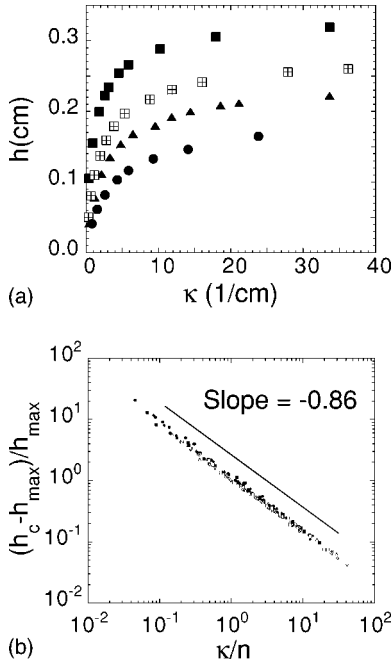 0.3
0.2
0.1
0.0
h(cm)
0 10 20 30 40
(a)
κ (1/cm)
10²
10¹
10⁰
10⁻¹
10⁻²
(h_c-h_max)/h_max
Slope = -0.86
10⁻² 10⁻¹ 10⁰ 10¹ 10²
(b)
κ/n